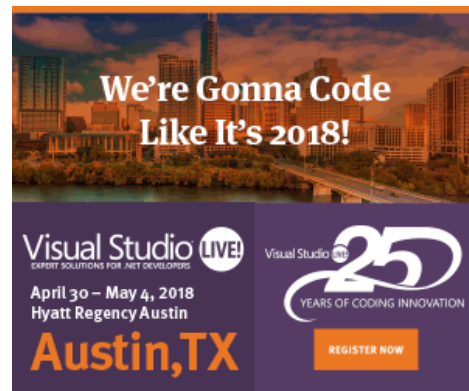 We're Gonna Code
Like It's 2018!
Visual Studio LIVE!
EXPERT SOLUTIONS FOR .NET DEVELOPERS
April 30 – May 4, 2018
Hyatt Regency Austin
Austin,TX
Visual Studio LIVE! 25
YEARS OF CODING INNOVATION
REGISTER NOW